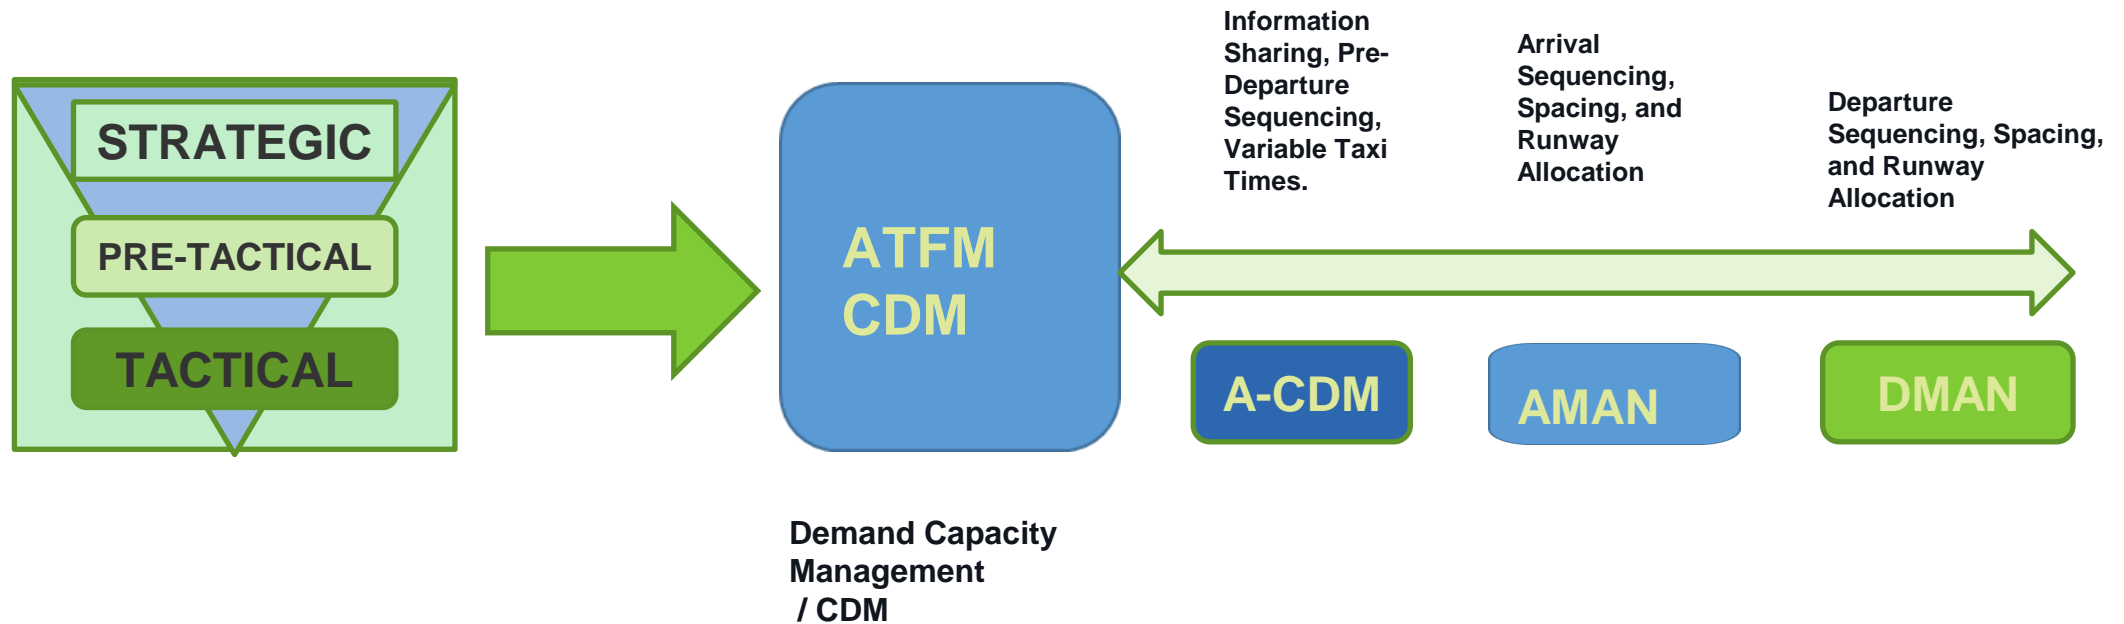 STRATEGIC
PRE-TACTICAL
TACTICAL
ATFM
CDM
Demand Capacity
Management
/ CDM
Information
Sharing, Pre-
Departure
Sequencing,
Variable Taxi
Times.
A-CDM
Arrival
Sequencing,
Spacing, and
Runway
Allocation
AMAN
Departure
Sequencing, Spacing,
and Runway
Allocation
DMAN